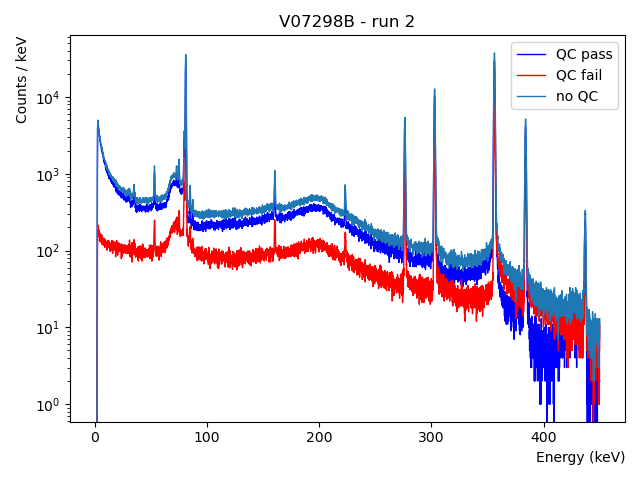 V07298B - run 2
Counts / keV
QC pass
QC fail
no QC
10⁴
10³
10²
10¹
10⁰
0 100 200 300 400
Energy (keV)